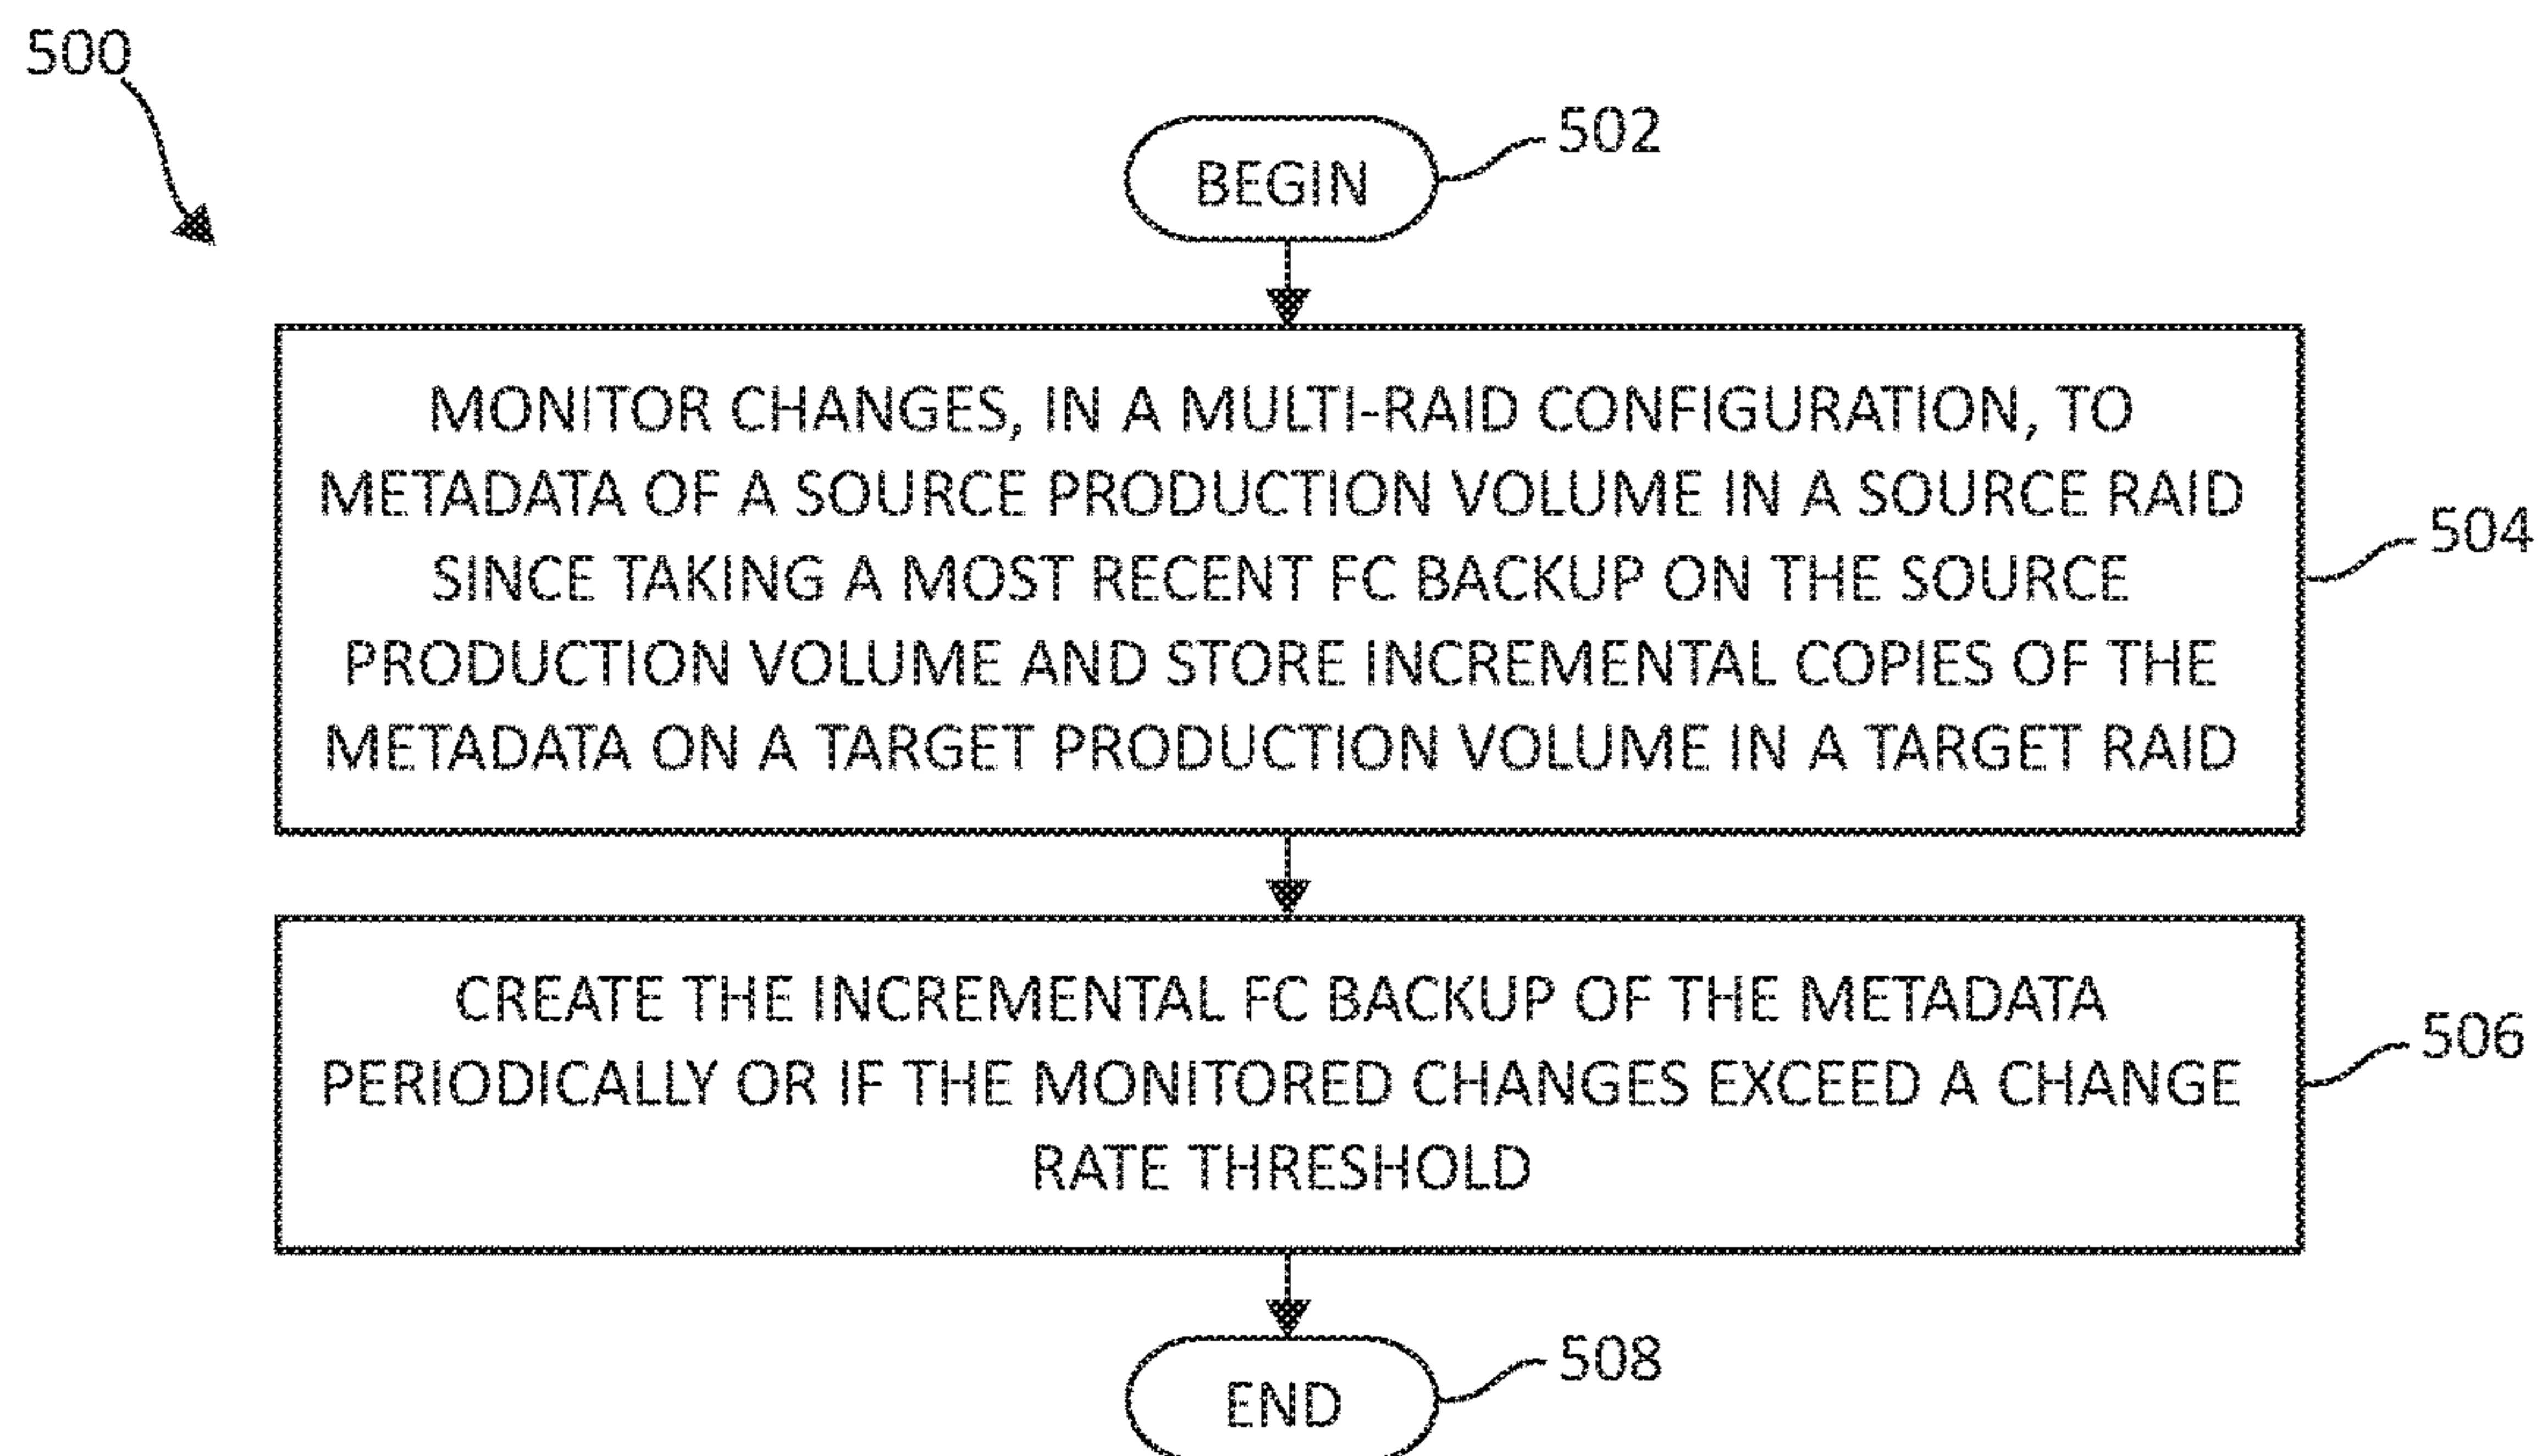 500
BEGIN
502
MONITOR CHANGES, IN A MULTI-RAID CONFIGURATION, TO
METADATA OF A SOURCE PRODUCTION VOLUME IN A SOURCE RAID
SINCE TAKING A MOST RECENT FC BACKUP ON THE SOURCE
PRODUCTION VOLUME AND STORE INCREMENTAL COPIES OF THE
METADATA ON A TARGET PRODUCTION VOLUME IN A TARGET RAID
504
CREATE THE INCREMENTAL FC BACKUP OF THE METADATA
PERIODICALLY OR IF THE MONITORED CHANGES EXCEED A CHANGE
RATE THRESHOLD
506
END
508